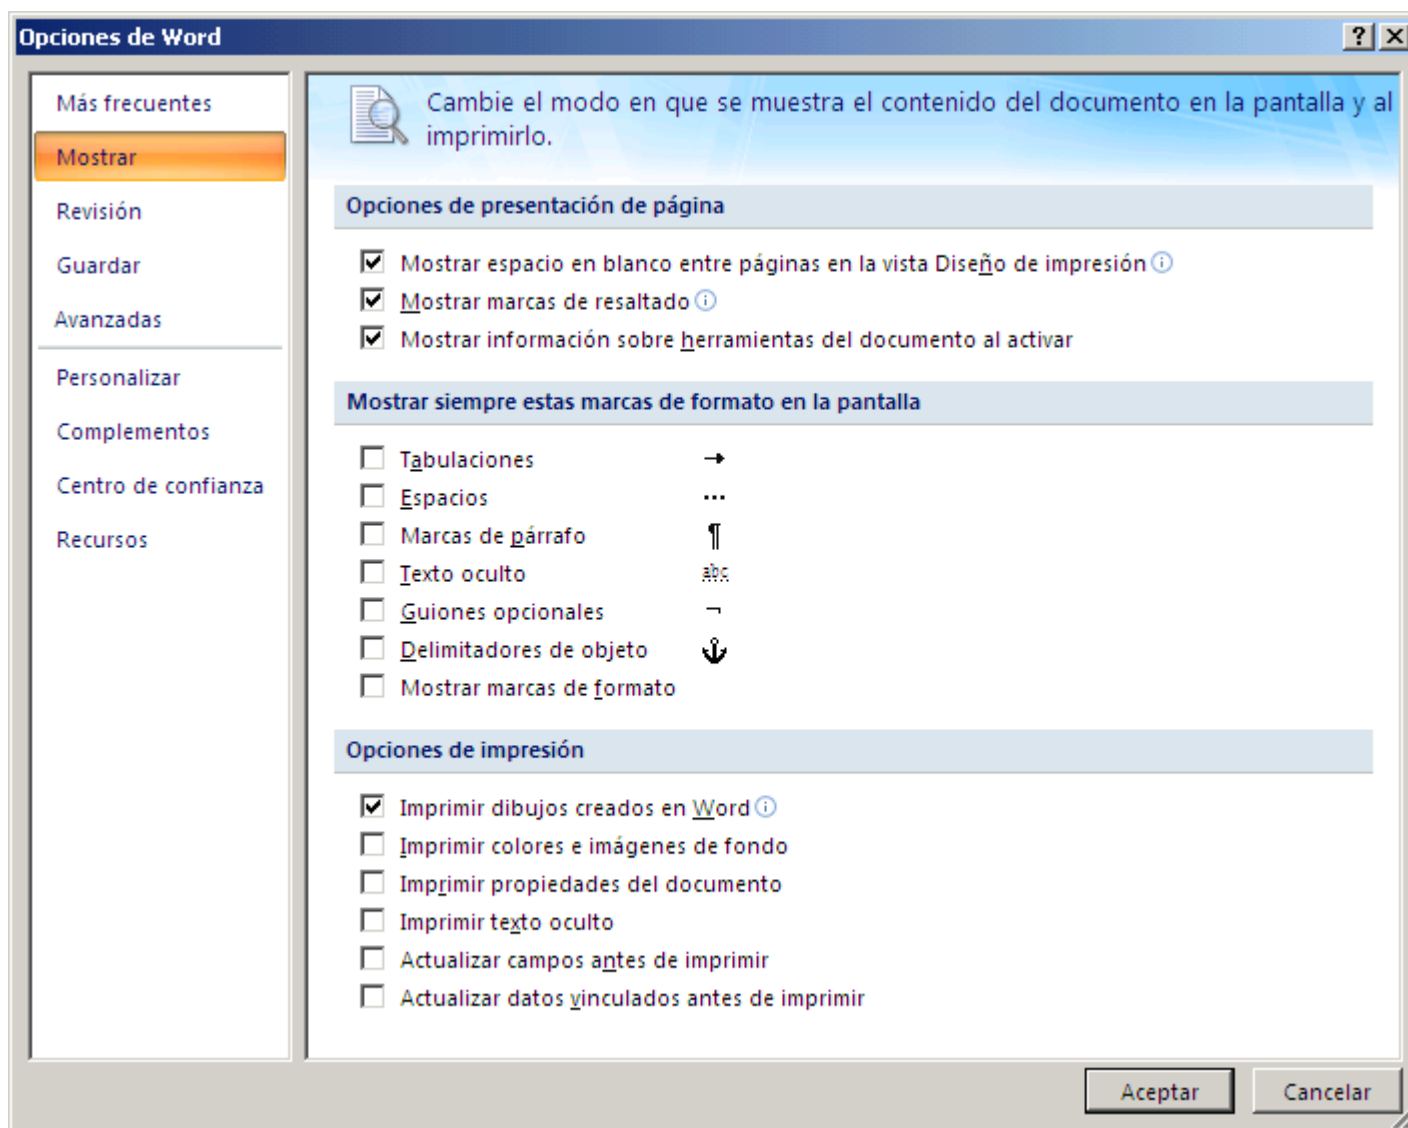 Opciones de Word
Más frecuentes
Mostrar
Revisión
Guardar
Avanzadas
Personalizar
Complementos
Centro de confianza
Recursos
Cambie el modo en que se muestra el contenido del documento en la pantalla y al
imprimirlo.
Opciones de presentación de página
Mostrar espacio en blanco entre páginas en la vista Diseño de impresión
Mostrar marcas de resaltado
Mostrar información sobre herramientas del documento al activar
Mostrar siempre estas marcas de formato en la pantalla
Tabulaciones →
Espacios ...
Marcas de párrafo ¶
Texto oculto abc
Guiones opcionales ¬
Delimitadores de objeto
Mostrar marcas de formato
Opciones de impresión
Imprimir dibujos creados en Word
Imprimir colores e imágenes de fondo
Imprimir propiedades del documento
Imprimir texto oculto
Actualizar campos antes de imprimir
Actualizar datos vinculados antes de imprimir
Aceptar
Cancelar